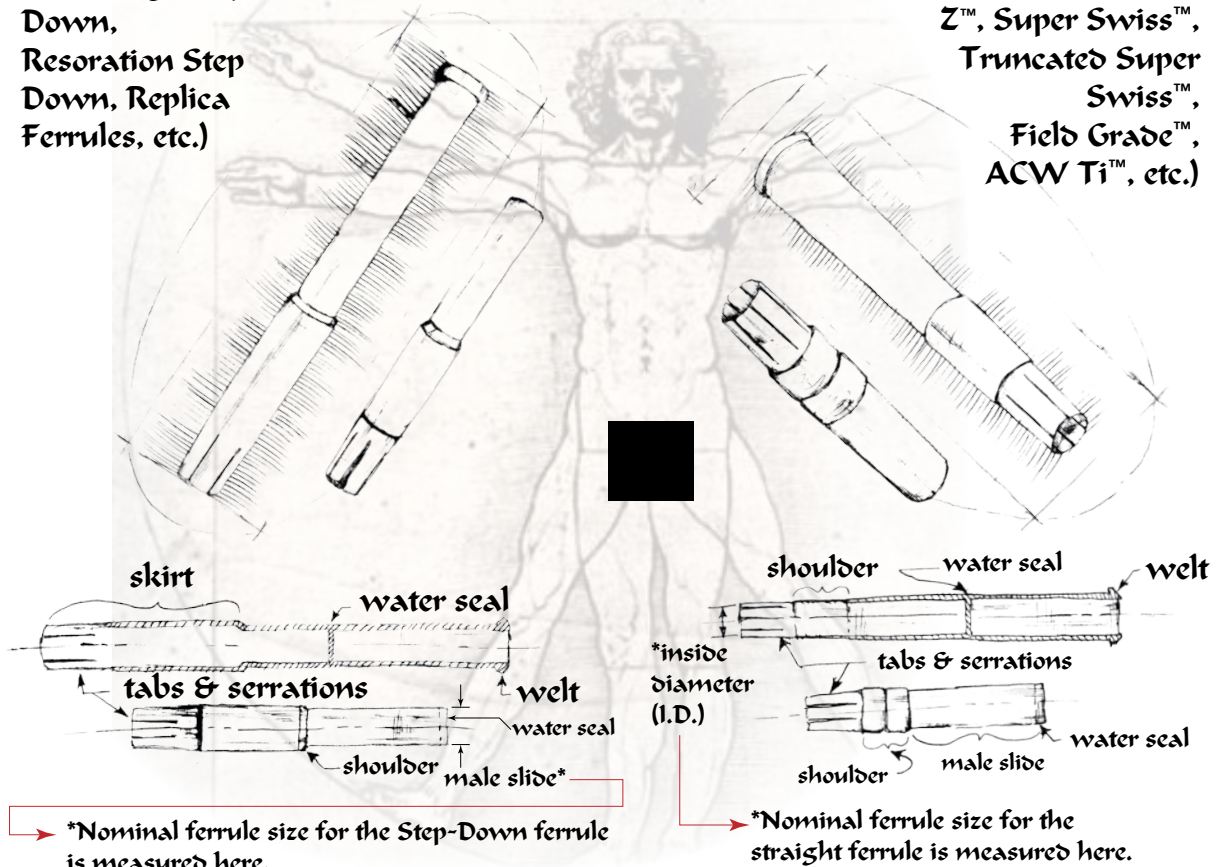 Down,
Resoration Step
Down, Replica
Ferrules, etc.)
Z™, Super Swiss™,
Truncated Super
Swiss™,
Field Grade™,
ACW Ti™, etc.)
skirt
water seal
tabs & serrations
welt
water seal
shoulder
male slide*
*Nominal ferrule size for the Step-Down ferrule
is measured here.
shoulder
water seal
welt
*inside
diameter
(I.D.)
tabs & serrations
water seal
male slide
shoulder
*Nominal ferrule size for the
straight ferrule is measured here.